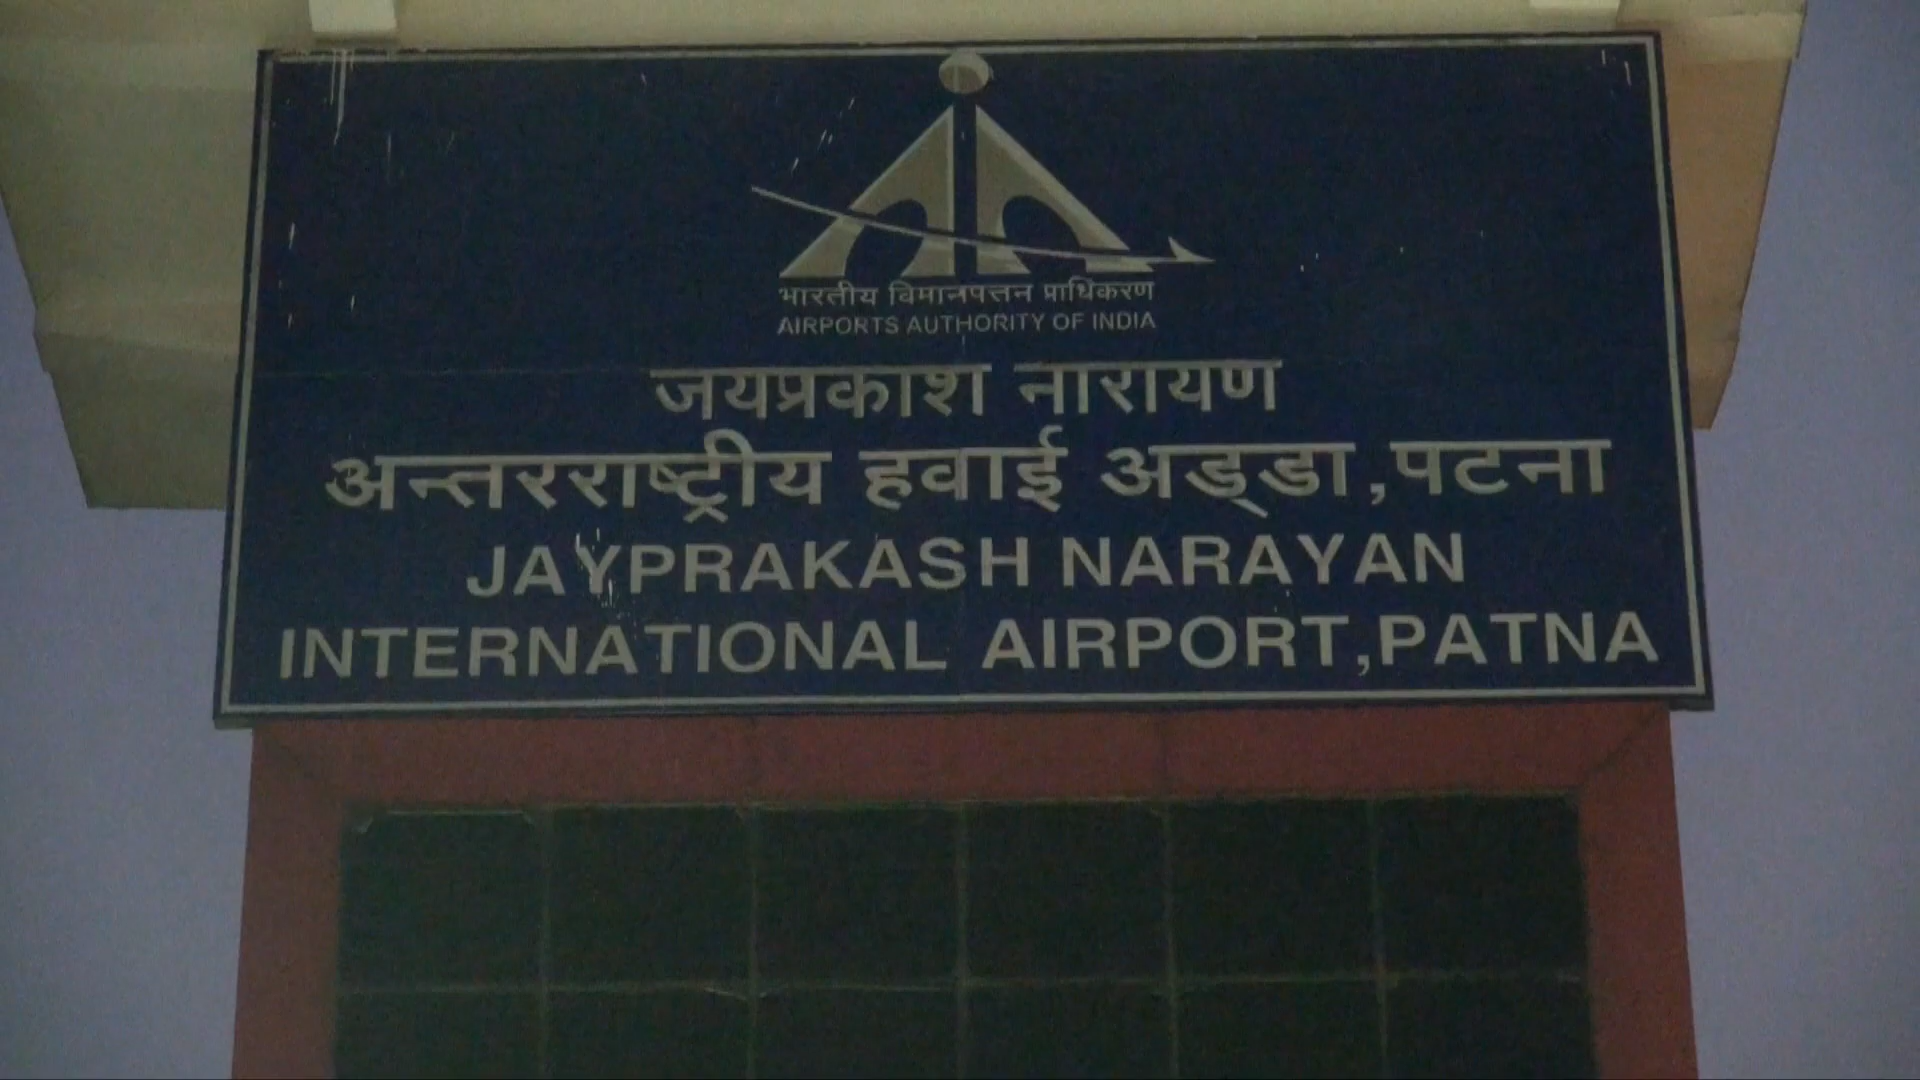 भारतीय विमानपत्तन प्राधिकरण
AIRPORTS AUTHORITY OF INDIA
जयप्रकाश नारायण
अन्तरराष्ट्रीय हवाई अड्‌डा,पटना
JAYPRAKASH NARAYAN
INTERNATIONAL AIRPORT,PATNA